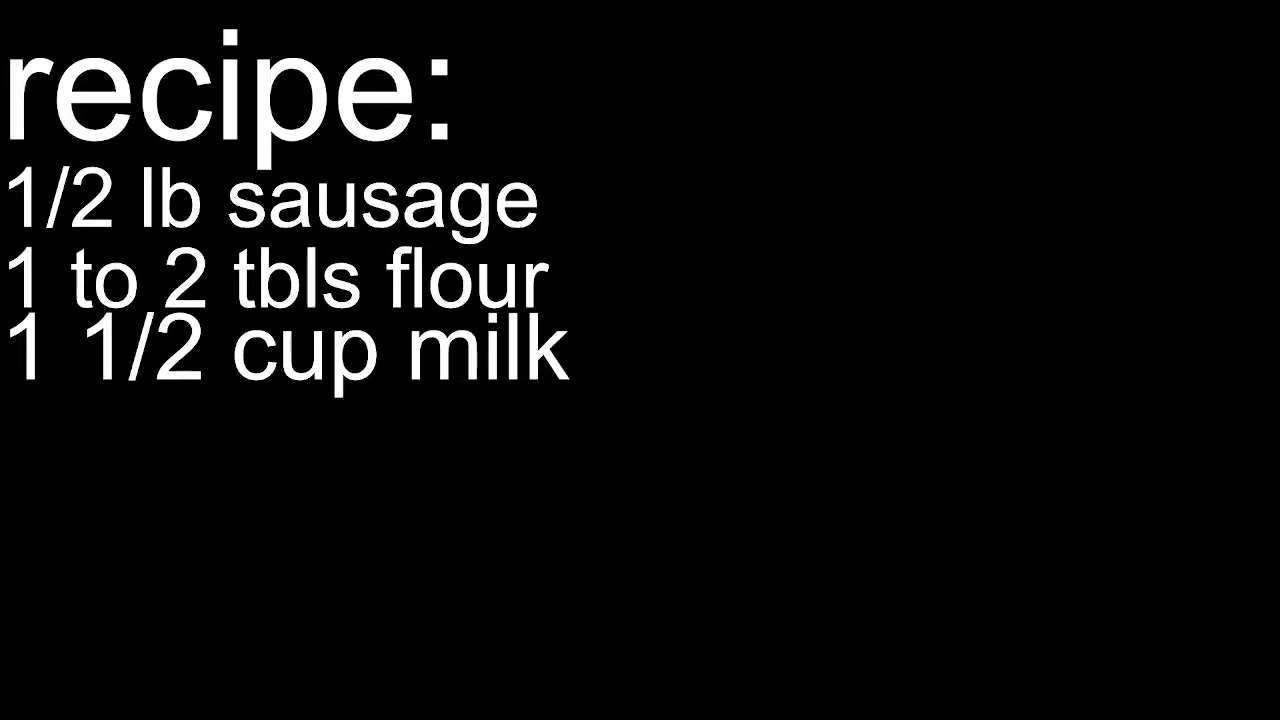 recipe:
1/2 lb sausage
1 to 2 tbls flour
1 1/2 cup milk